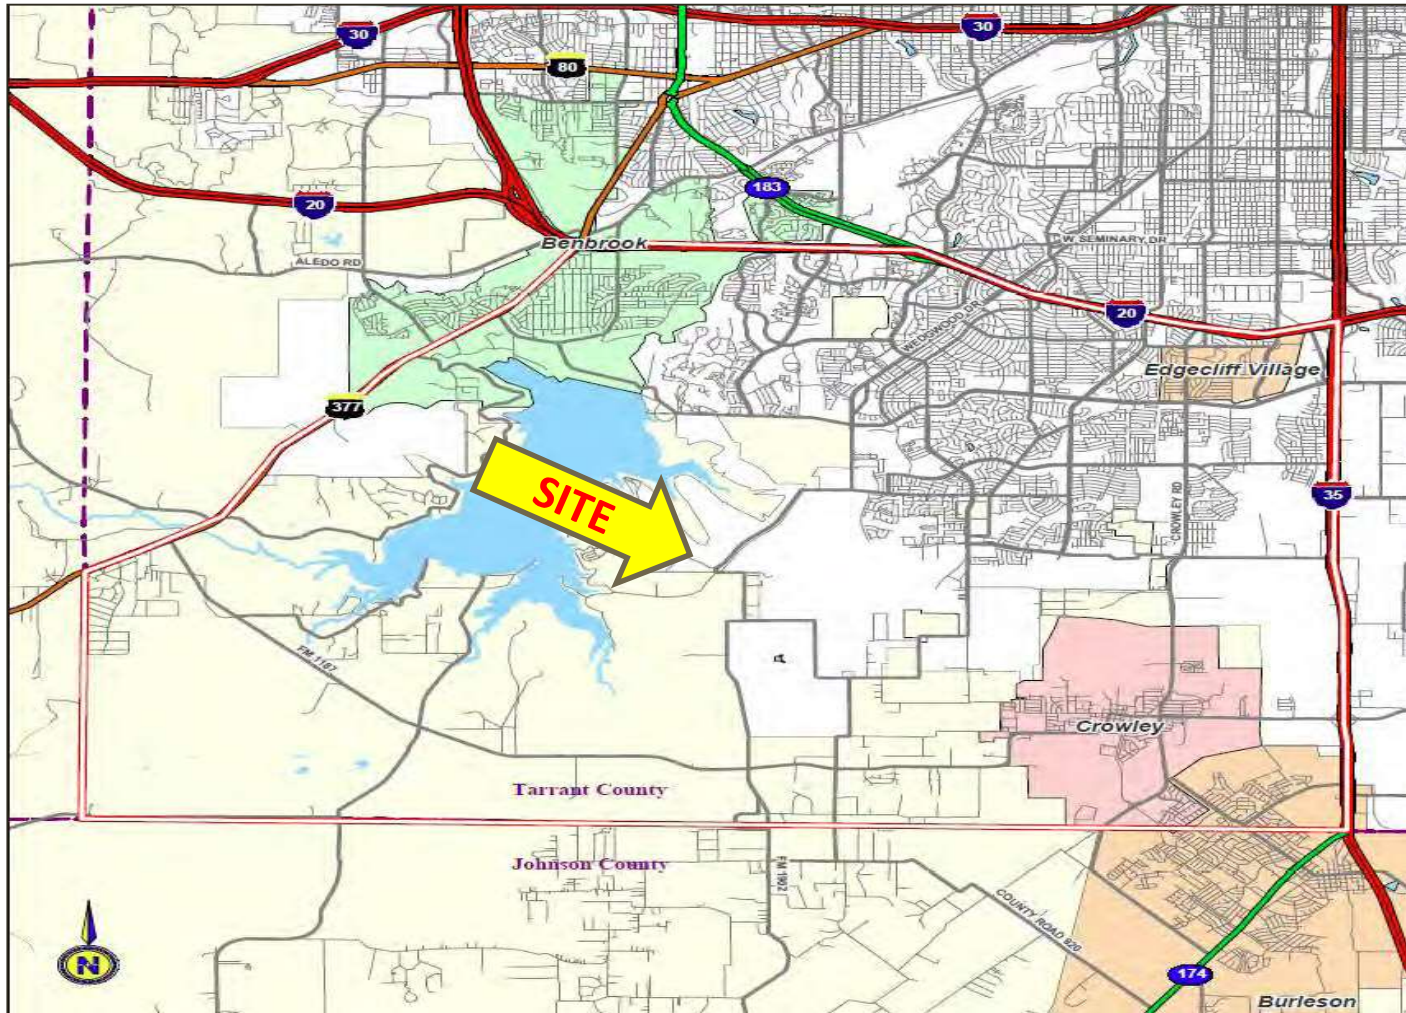 30
30
80
183
20
Benbrook
W SEMINARY DR
ALEDO RD
20
WEDGWOOD DR
Edgecliff Village
377
SITE
35
CROWLEY RD
FM 1187
A
Crowley
Tarrant County
Johnson County
FM 1902
COUNTY ROAD 920
N
174
Burleson